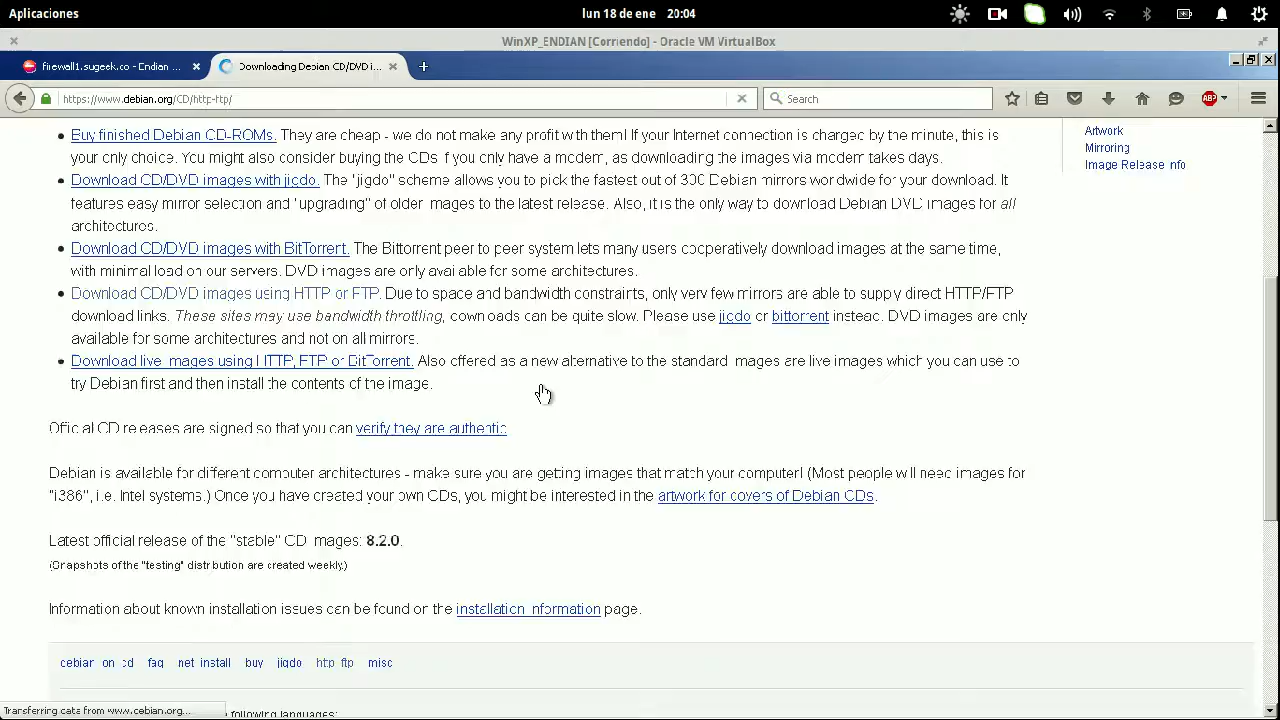 Aplicaciones
lun 18 de ene 20:04
WinXP_ENDIAN [Corriendo] - Oracle VM VirtualBox
firewall1.sugeek.co - Endian ...
Downloading Debian CD/DVD i...
https://www.debian.org/CD/http-ftp/
Search
ABP
Buy finished Debian CD-ROMs. They are cheap - we do not make any profit with them! If your Internet connection is charged by the minute, this is
your only choice. You might also consider buying the CDs if you only have a modem, as downloading the images via modem takes days.
Download CD/DVD images with jigdo. The "jigdo" scheme allows you to pick the fastest out of 300 Debian mirrors worldwide for your download. It
features easy mirror selection and "upgrading" of older images to the latest release. Also, it is the only way to download Debian DVD images for all
architectures.
Download CD/DVD images with BitTorrent. The Bittorrent peer to peer system lets many users cooperatively download images at the same time,
with minimal load on our servers. DVD images are only available for some architectures.
Download CD/DVD images using HTTP or FTP. Due to space and bandwidth constraints, only very few mirrors are able to supply direct HTTP/FTP
download links. These sites may use bandwidth throttling, downloads can be quite slow. Please use jigdo or bittorrent instead. DVD images are only
available for some architectures and not on all mirrors.
Download live images using HTTP, FTP or BitTorrent. Also offered as a new alternative to the standard images are live images which you can use to
try Debian first and then install the contents of the image.
Official CD releases are signed so that you can verify they are authentic.
Debian is available for different computer architectures - make sure you are getting images that match your computer! (Most people will need images for
"i386", i.e. Intel systems.) Once you have created your own CDs, you might be interested in the artwork for covers of Debian CDs.
Latest official release of the "stable" CD images: 8.2.0.
(Snapshots of the "testing" distribution are created weekly.)
Information about known installation issues can be found on the installation information page.
Artwork
Mirroring
Image Release Info
debian on cd faq net install buy jigdo http ftp misc
Transferring data from www.debian.org...
following languages: